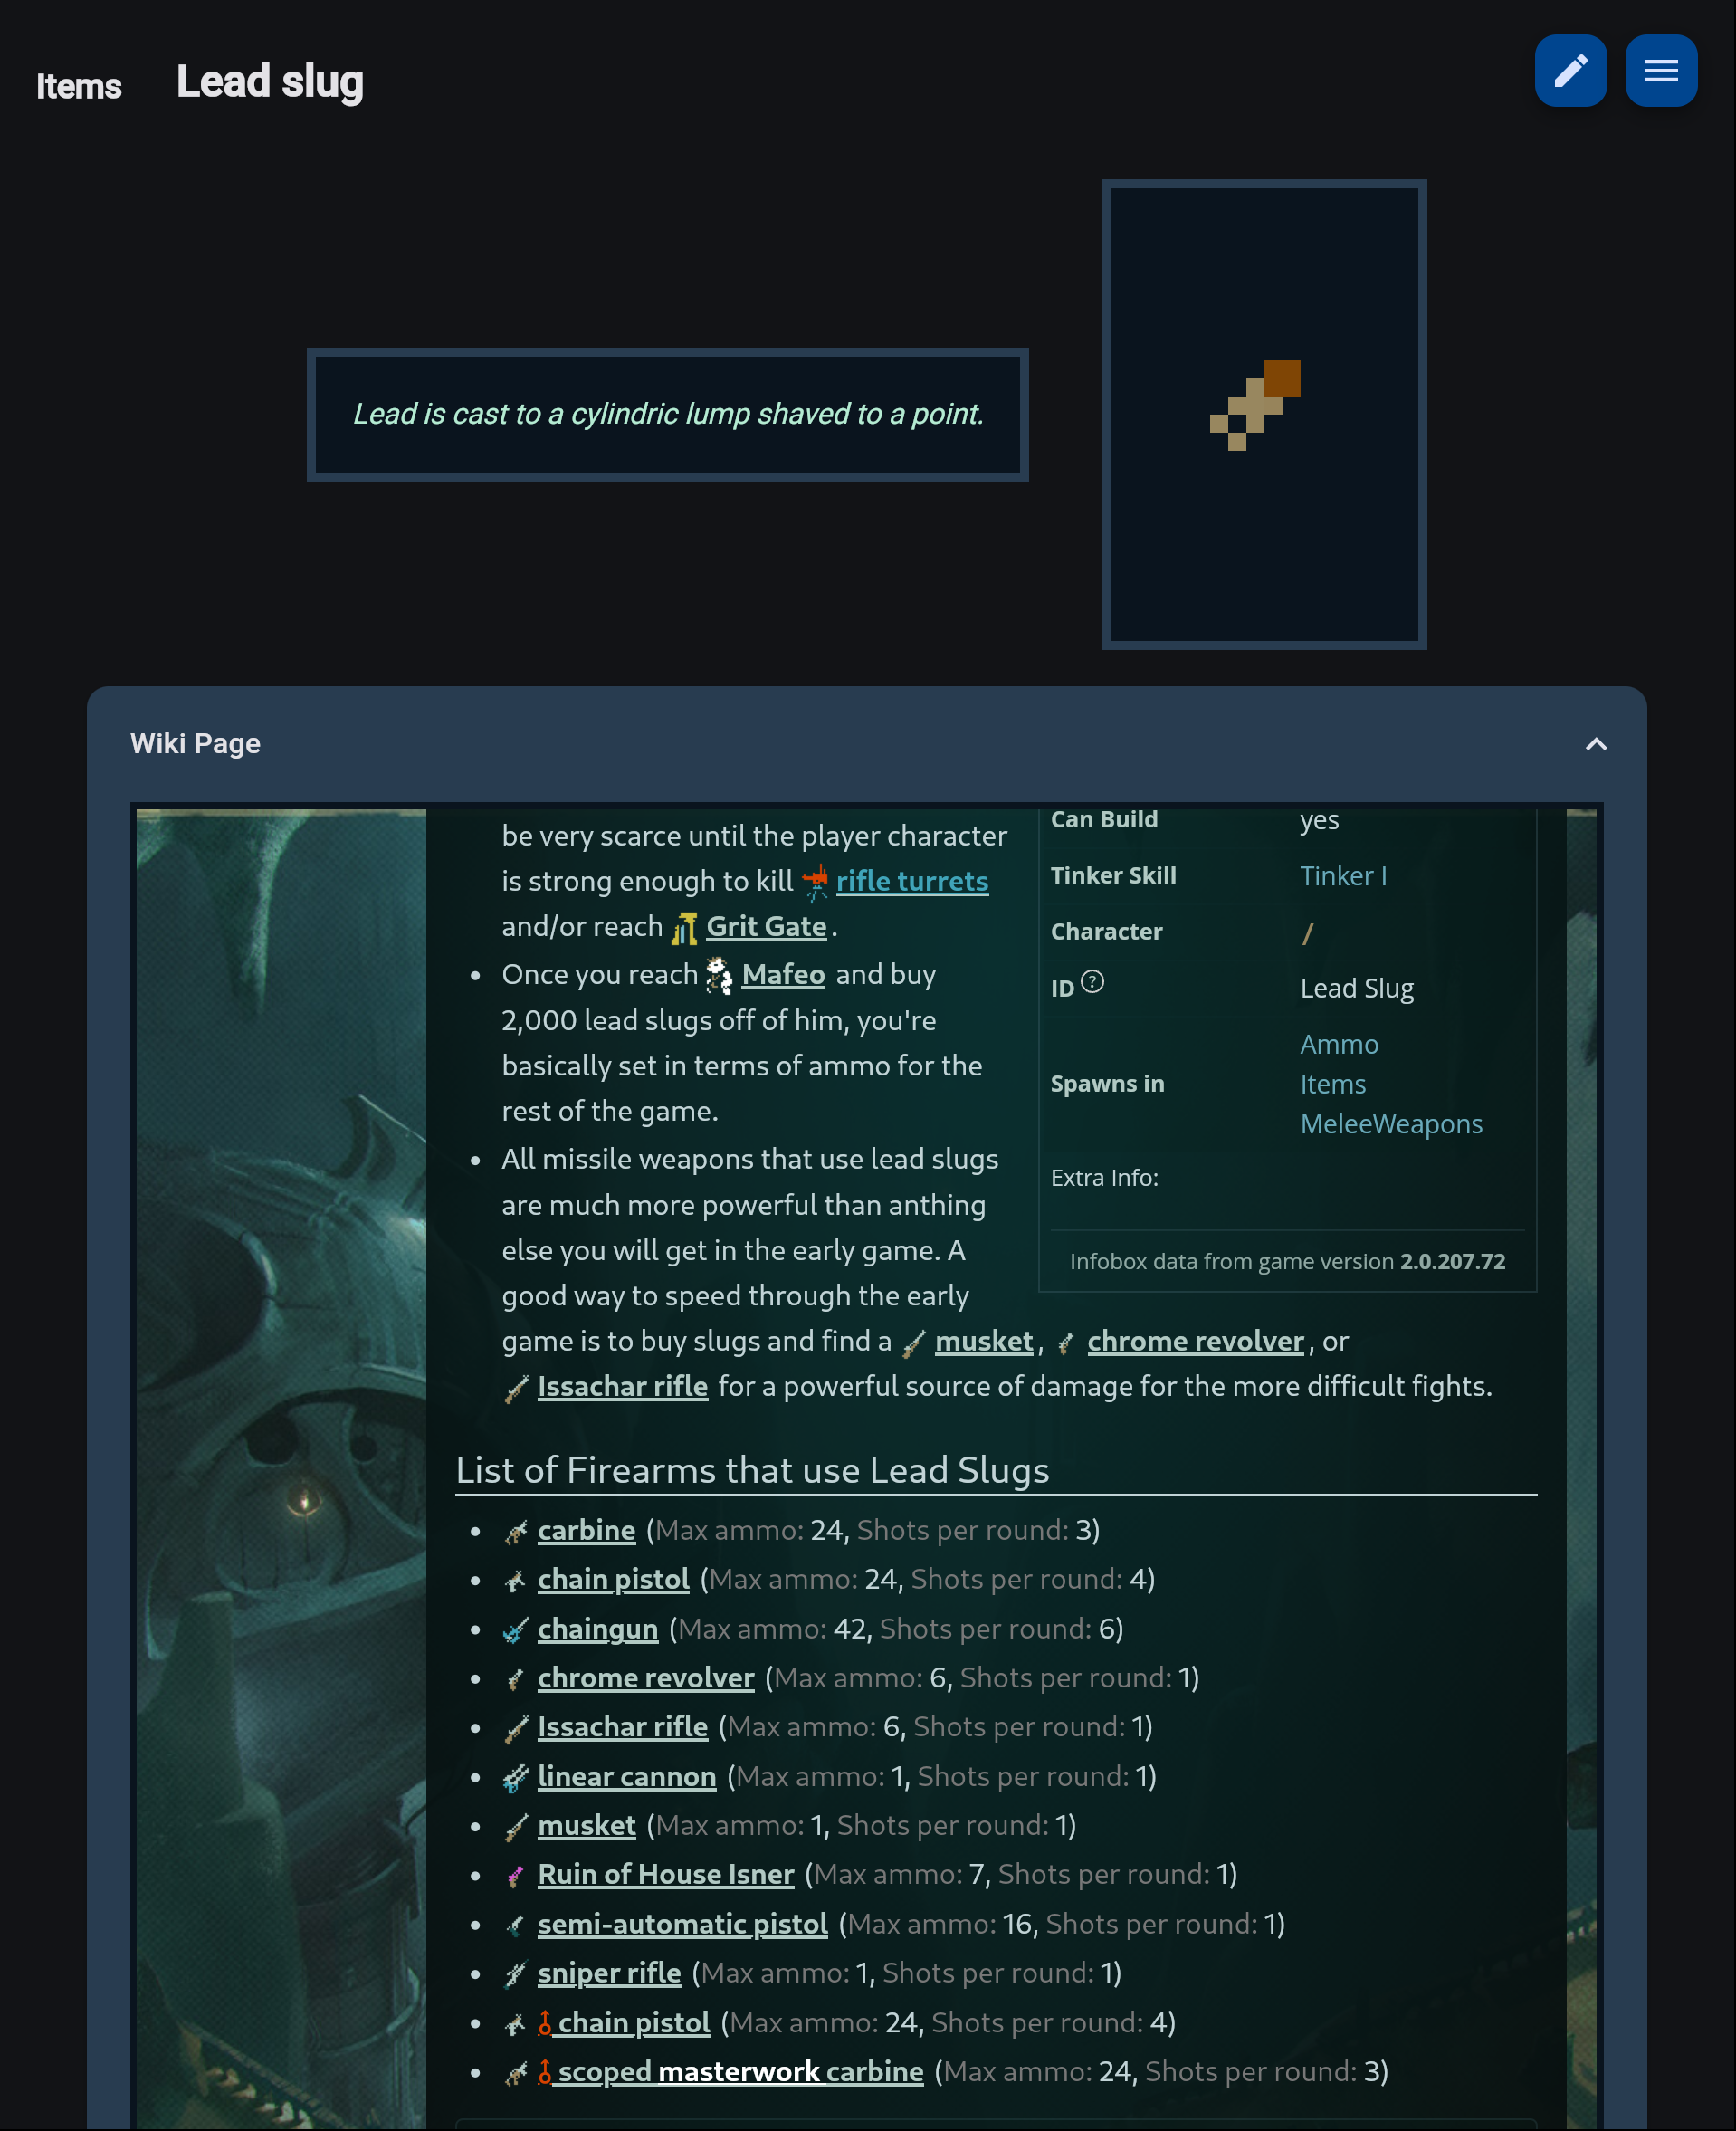 Items
Lead slug
Lead is cast to a cylindric lump shaved to a point.
Wiki Page
be very scarce until the player character
is strong enough to kill rifle turrets
and/or reach Grit Gate.
• Once you reach Mafeo and buy
2,000 lead slugs off of him, you're
basically set in terms of ammo for the
rest of the game.
• All missile weapons that use lead slugs
are much more powerful than anthing
else you will get in the early game. A
good way to speed through the early
game is to buy slugs and find a musket, chrome revolver, or
Issachar rifle for a powerful source of damage for the more difficult fights.
Can Build yes
Tinker Skill Tinker I
Character /
ID ? Lead Slug
Spawns in
Ammo
Items
MeleeWeapons
Extra Info:
Infobox data from game version 2.0.207.72
List of Firearms that use Lead Slugs
• carbine (Max ammo: 24, Shots per round: 3)
• chain pistol (Max ammo: 24, Shots per round: 4)
• chaingun (Max ammo: 42, Shots per round: 6)
• chrome revolver (Max ammo: 6, Shots per round: 1)
• Issachar rifle (Max ammo: 6, Shots per round: 1)
• linear cannon (Max ammo: 1, Shots per round: 1)
• musket (Max ammo: 1, Shots per round: 1)
• Ruin of House Isner (Max ammo: 7, Shots per round: 1)
• semi-automatic pistol (Max ammo: 16, Shots per round: 1)
• sniper rifle (Max ammo: 1, Shots per round: 1)
• chain pistol (Max ammo: 24, Shots per round: 4)
• scoped masterwork carbine (Max ammo: 24, Shots per round: 3)